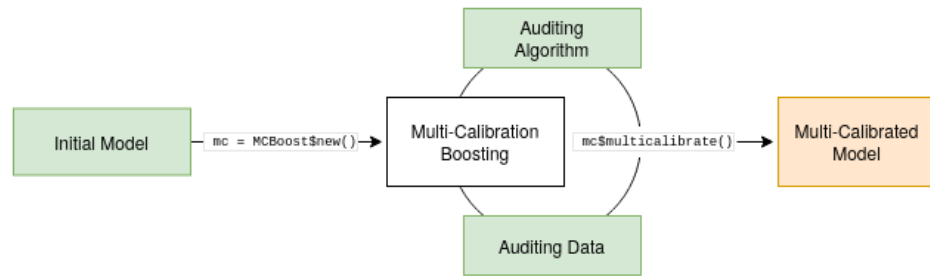 Auditing
Algorithm
Initial Model
mc = MCBoost$new()
Multi-Calibration
Boosting
mc$multicalibrate()
Multi-Calibrated
Model
Auditing Data